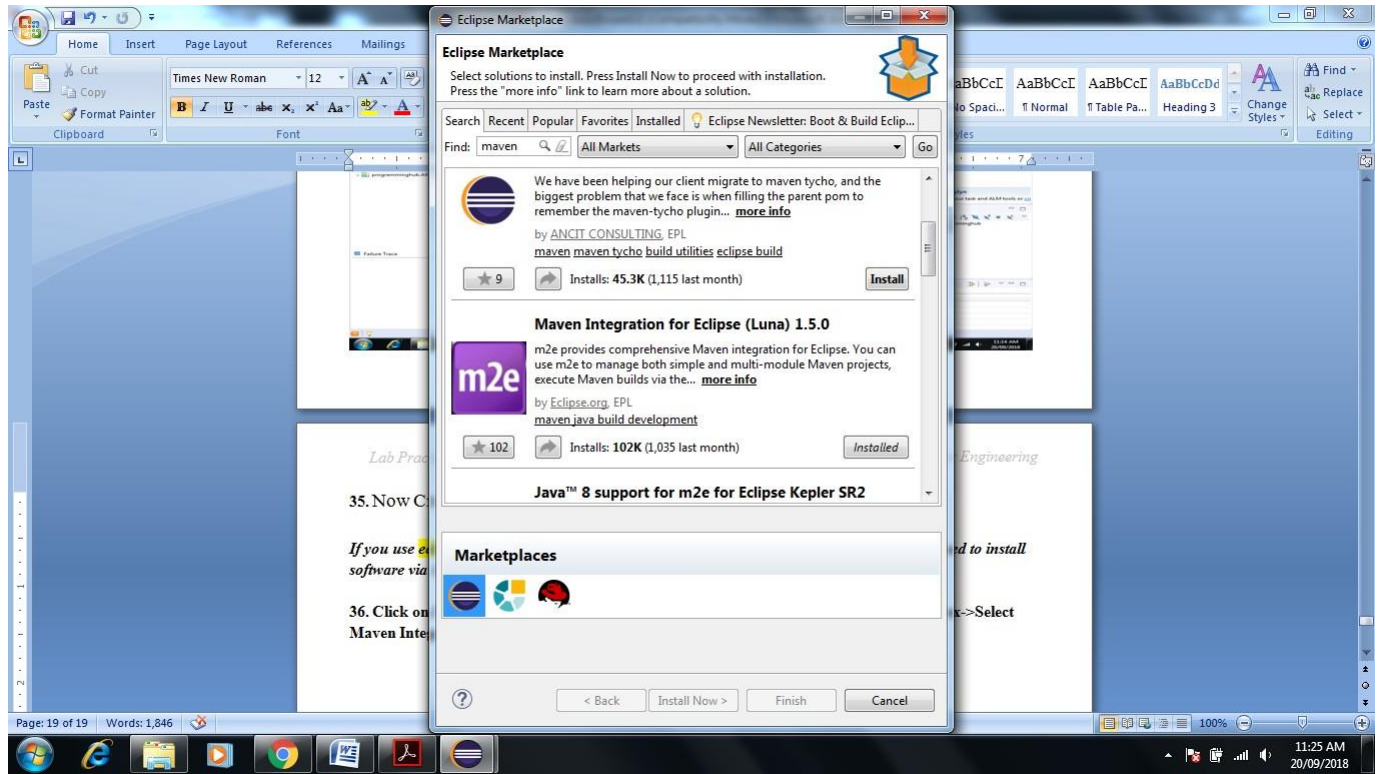 Home Insert Page Layout References Mailings
Cut
Copy
Paste
Format Painter
Clipboard
Times New Roman 12
Font
AaBbCcDd
Heading 3
¶ Normal
¶ Table Pa...
Change
Styles
Find
Replace
Select
Editing
Eclipse Marketplace
Eclipse Marketplace
Select solutions to install. Press Install Now to proceed with installation.
Press the "more info" link to learn more about a solution.
Search Recent Popular Favorites Installed Eclipse Newsletter: Boot & Build Eclip...
Find: maven All Markets All Categories Go
We have been helping our client migrate to maven tycho, and the
biggest problem that we face is when filling the parent pom to
remember the maven-tycho plugin... more info
by ANCIT CONSULTING, EPL
maven maven tycho build utilities eclipse build
9 Installs: 45.3K (1,115 last month) Install
Maven Integration for Eclipse (Luna) 1.5.0
m2e
m2e provides comprehensive Maven integration for Eclipse. You can
use m2e to manage both simple and multi-module Maven projects,
execute Maven builds via the... more info
by Eclipse.org, EPL
maven java build development
102 Installs: 102K (1,035 last month) Installed
Java™ 8 support for m2e for Eclipse Kepler SR2
Marketplaces
< Back Install Now > Finish Cancel
Failure Trace
Lab Prac
Engineering
35. Now C
If you use
ed to install
software via
36. Click on
x->Select
Maven Inte
Page: 19 of 19 Words: 1,846
100%
11:25 AM
20/09/2018